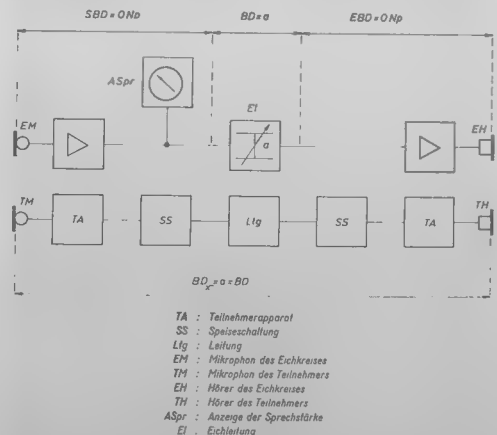 SBD = 0 Np BD = a EBD = 0 Np
ASpr
El
EM a EH
TM TA SS Ltg SS TA TH
BDx = a = BD
TA : Teilnehmerapparat
SS : Speiseschaltung
Ltg : Leitung
EM : Mikrophon des Eichkreises
TM : Mikrophon des Teilnehmers
EH : Hörer des Eichkreises
TH : Hörer des Teilnehmers
ASpr : Anzeige der Sprechstärke
El : Eichleitung